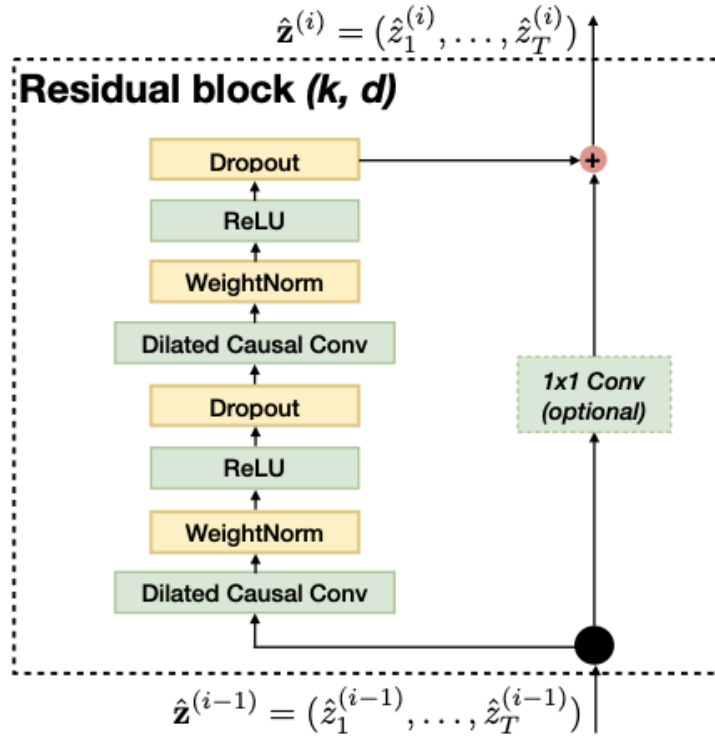 ẑ^(i) = (ẑ_1^(i), . . . , ẑ_T^(i))
Residual block (k, d)
Dropout
+
ReLU
WeightNorm
Dilated Causal Conv
1x1 Conv
(optional)
Dropout
ReLU
WeightNorm
Dilated Causal Conv
ẑ^(i−1) = (ẑ_1^(i−1), . . . , ẑ_T^(i−1))